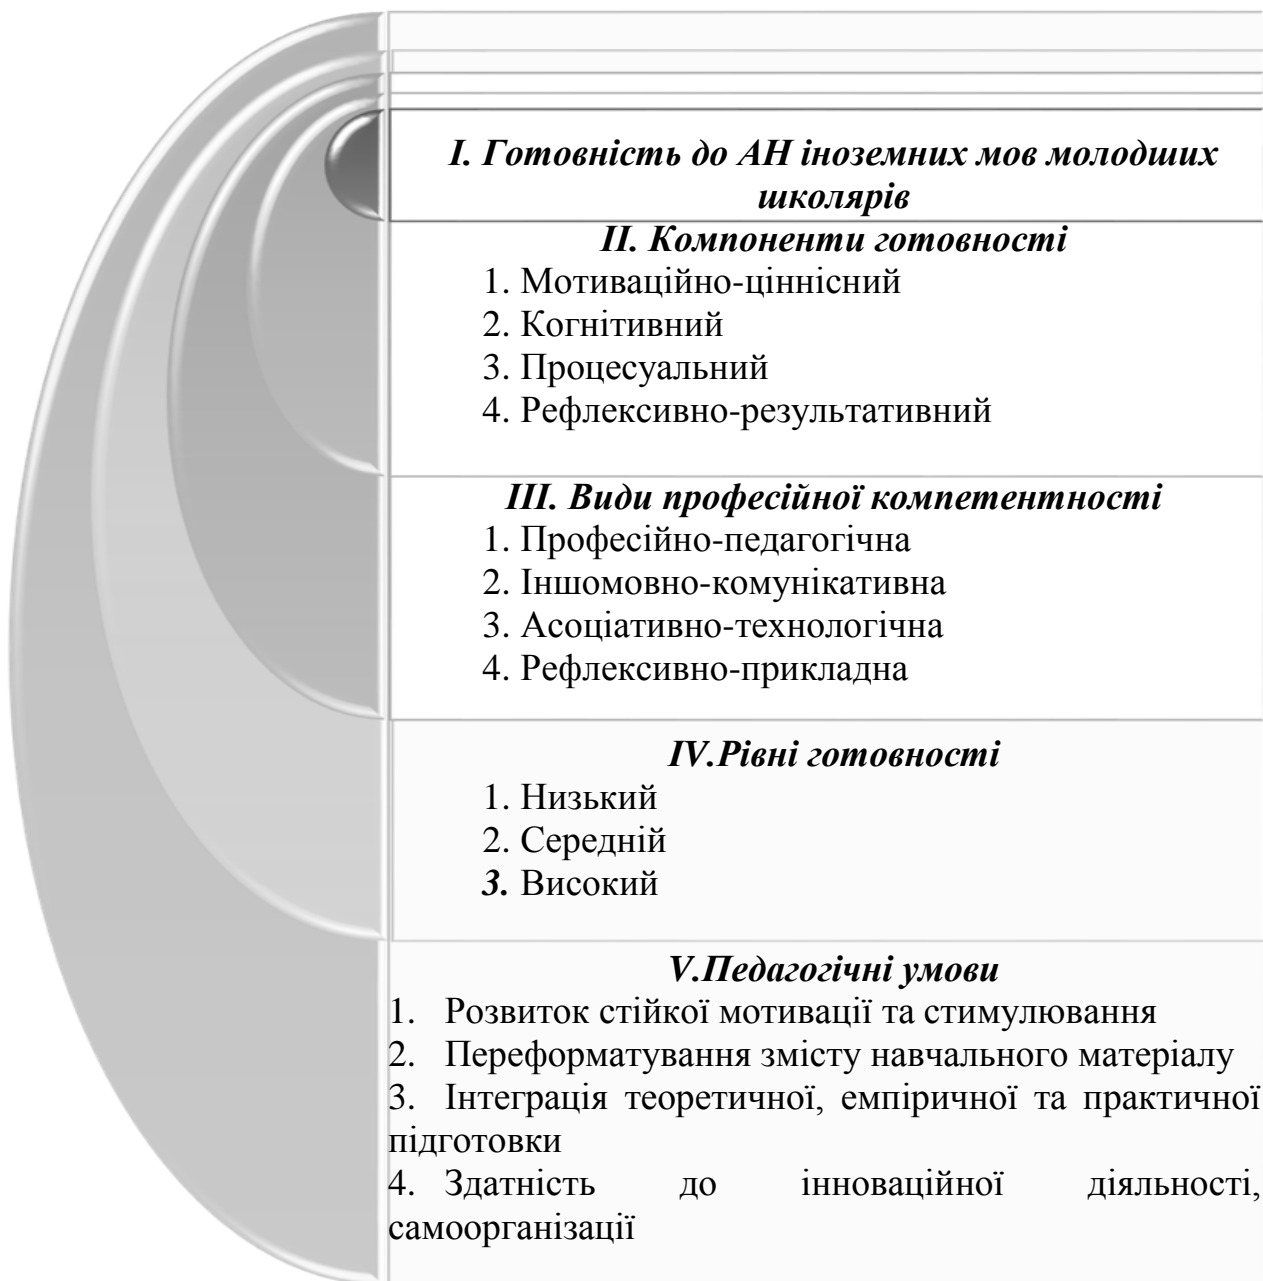 I. Готовність до АН іноземних мов молодших
школярів
II. Компоненти готовності
1. Мотиваційно-ціннісний
2. Когнітивний
3. Процесуальний
4. Рефлексивно-результативний
III. Види професійної компетентності
1. Професійно-педагогічна
2. Іншомовно-комунікативна
3. Асоціативно-технологічна
4. Рефлексивно-прикладна
IV.Рівні готовності
1. Низький
2. Середній
3. Високий
V.Педагогічні умови
1. Розвиток стійкої мотивації та стимулювання
2. Переформатування змісту навчального матеріалу
3. Інтеграція теоретичної, емпіричної та практичної
підготовки
4. Здатність до інноваційної діяльності,
самоорганізації